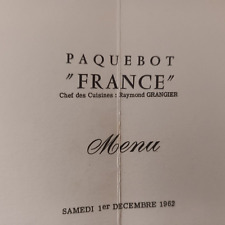 PAQUEBOT
"FRANCE"
Chef des Cuisines : Raymond GRANGIER
Menu
SAMEDI 1er DECEMBRE 1962